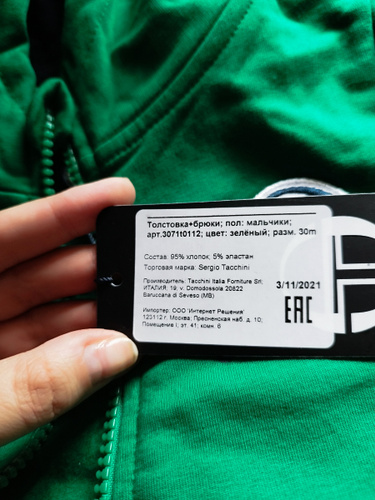 Толстовка+брюки; пол: мальчики;
арт.3071t0112; цвет: зелёный; разм. 30m
Состав: 95% хлопок; 5% эластан
Торговая марка: Sergio Tacchini
Производитель: Tacchini Italia Forniture Srl;
ИТАЛИЯ, 19; v. Domodossola 20822
Baruccana di Seveso (MB)
3/11/2021
EAC
Импортер: ООО 'Интернет Решения'
123112 г. Москва; Пресненская наб. д. 10;
Помещение I; эт. 41; комн. 6